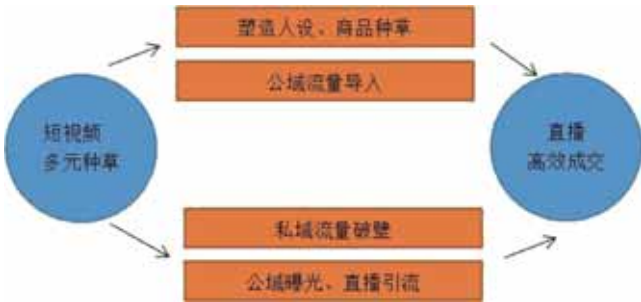 塑造人设、商品种草
公域流量导入
短视频
多元种草
直播
高效成交
私域流量破壁
公域曝光、直播引流